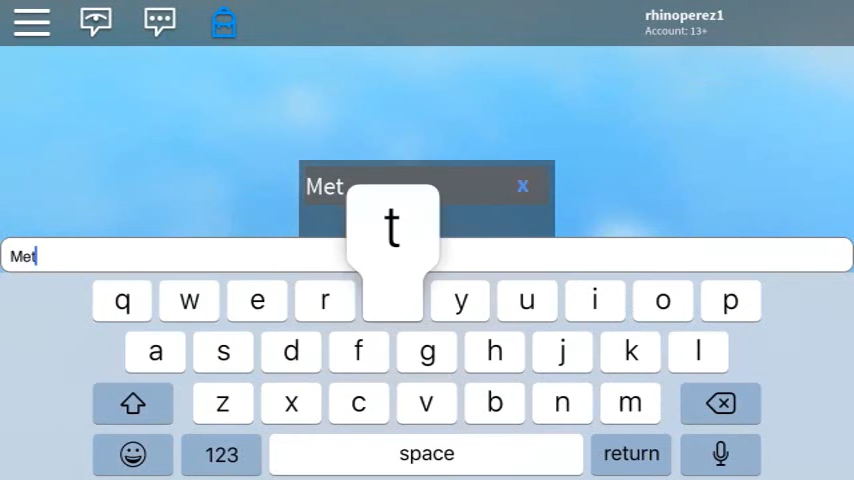 rhinoperez1
Account: 13+
Met
X
t
Met
q w e r y u i o p
a s d f g h j k l
z x c v b n m
123 space return